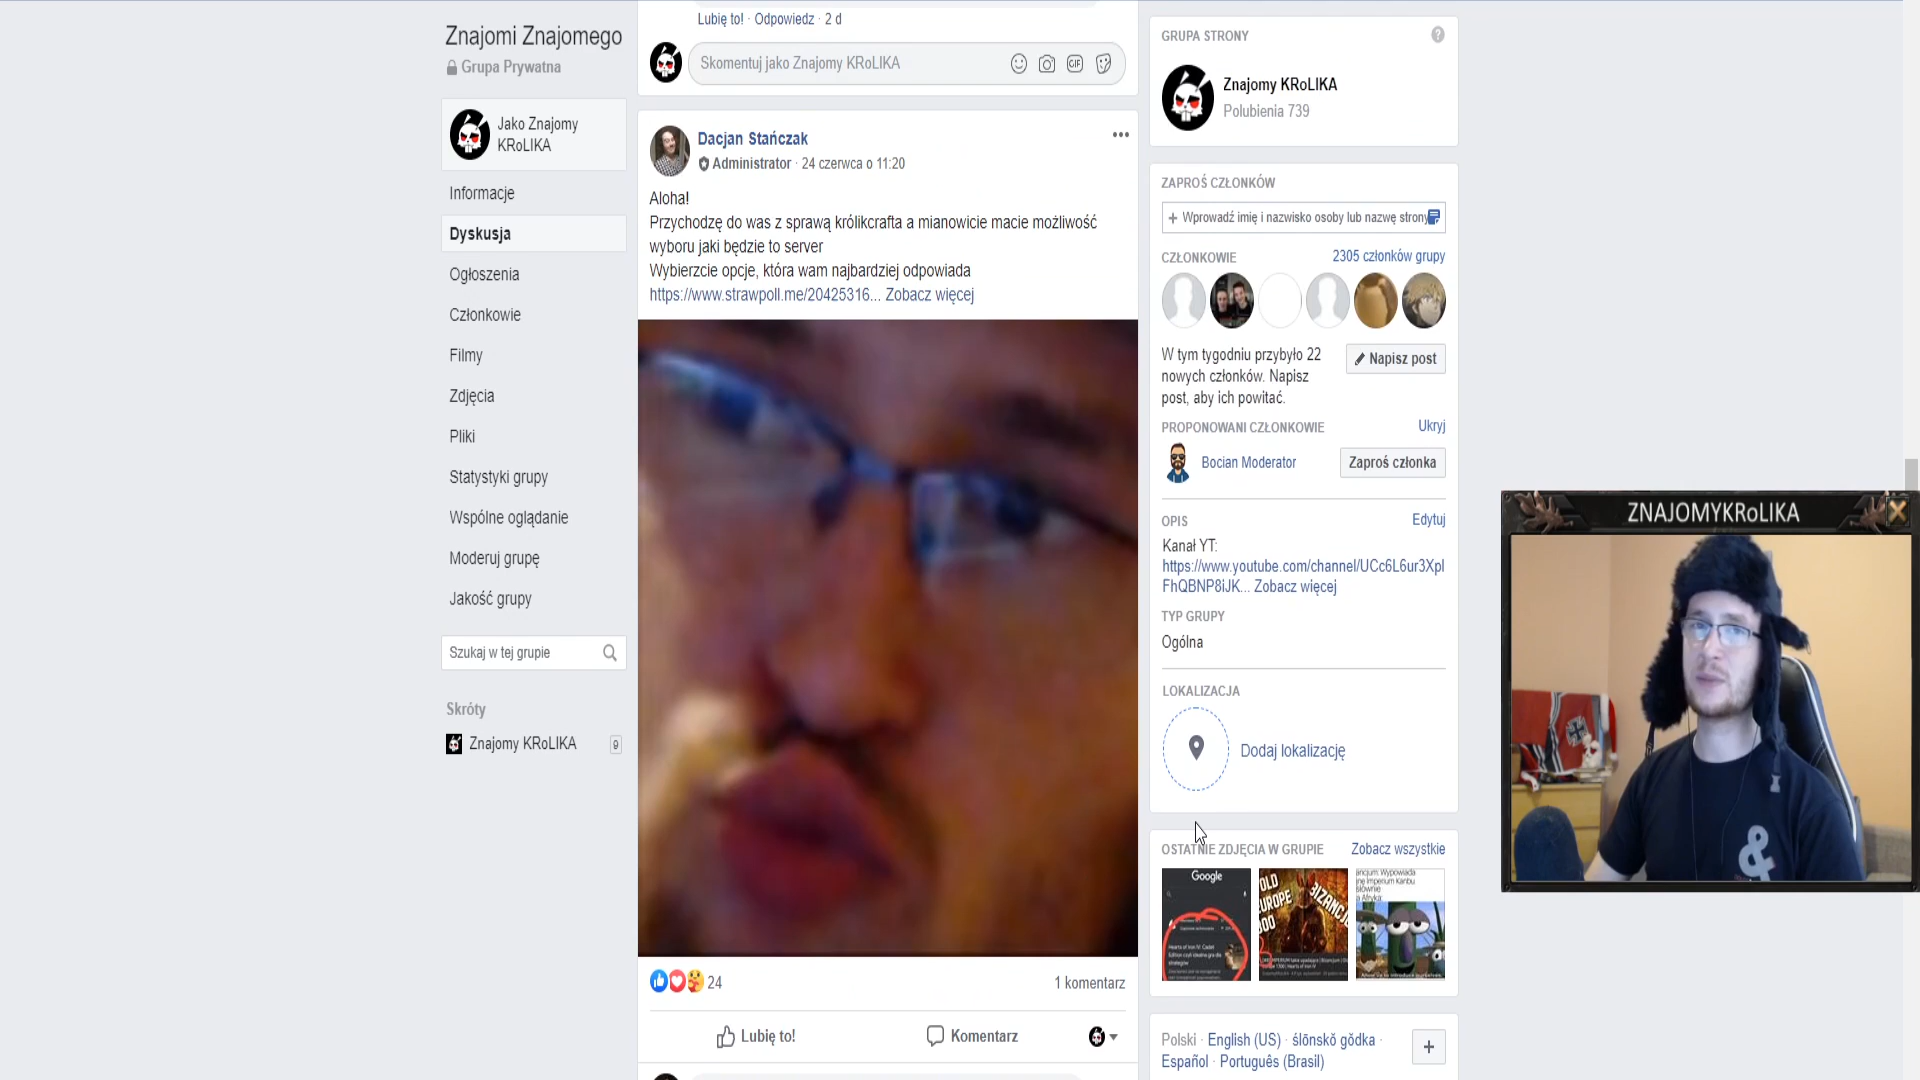 Znajomi Znajomego
Grupa Prywatna
Jako Znajomy
KRoLIKA
Informacje
Dyskusja
Ogłoszenia
Członkowie
Filmy
Zdjęcia
Pliki
Statystyki grupy
Wspólne oglądanie
Moderuj grupę
Jakość grupy
Szukaj w tej grupie
Skróty
Znajomy KRoLIKA 9
Lubię to! · Odpowiedz · 2 d
Skomentuj jako Znajomy KRoLIKA
GIF
Dacjan Stańczak
Administrator · 24 czerwca o 11:20
Aloha!
Przychodzę do was z sprawą królikcrafta a mianowicie macie możliwość
wyboru jaki będzie to server
Wybierzcie opcje, która wam najbardziej odpowiada
https://www.strawpoll.me/20425316... Zobacz więcej
24
1 komentarz
Lubię to!
Komentarz
GRUPA STRONY
Znajomy KRoLIKA
Polubienia 739
ZAPROŚ CZŁONKÓW
+ Wprowadź imię i nazwisko osoby lub nazwę strony
CZŁONKOWIE
2305 członków grupy
W tym tygodniu przybyło 22
nowych członków. Napisz
post, aby ich powitać.
Napisz post
PROPONOWANI CZŁONKOWIE
Ukryj
Bocian Moderator
Zaproś członka
OPIS
Edytuj
Kanał YT:
https://www.youtube.com/channel/UCc6L6ur3XpI
FhQBNP8iJK... Zobacz więcej
TYP GRUPY
Ogólna
LOKALIZACJA
Dodaj lokalizację
OSTATNIE ZDJĘCIA W GRUPIE
Zobacz wszystkie
Google
OLD
EUROPE
BIZANCJ
Polski · English (US) · ślōnskŏ gŏdka ·
Español · Português (Brasil)
+
ZNAJOMYKRoLIKA
X
&